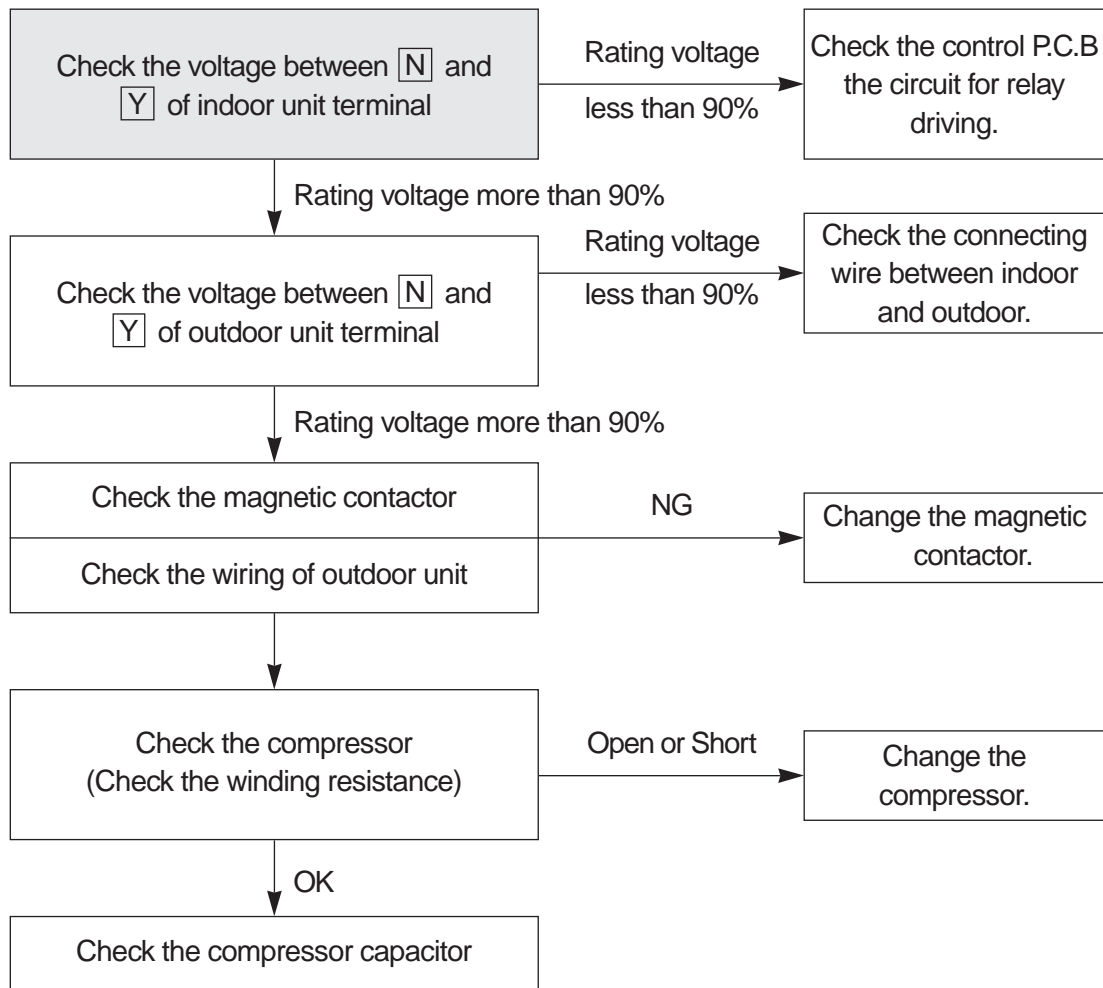 Check the voltage between N and
Y of indoor unit terminal
Rating voltage
less than 90%
Check the control P.C.B
the circuit for relay
driving.
Rating voltage more than 90%
Check the voltage between N and
Y of outdoor unit terminal
Rating voltage
less than 90%
Check the connecting
wire between indoor
and outdoor.
Rating voltage more than 90%
Check the magnetic contactor
Check the wiring of outdoor unit
NG
Change the magnetic
contactor.
Check the compressor
(Check the winding resistance)
Open or Short
Change the
compressor.
OK
Check the compressor capacitor